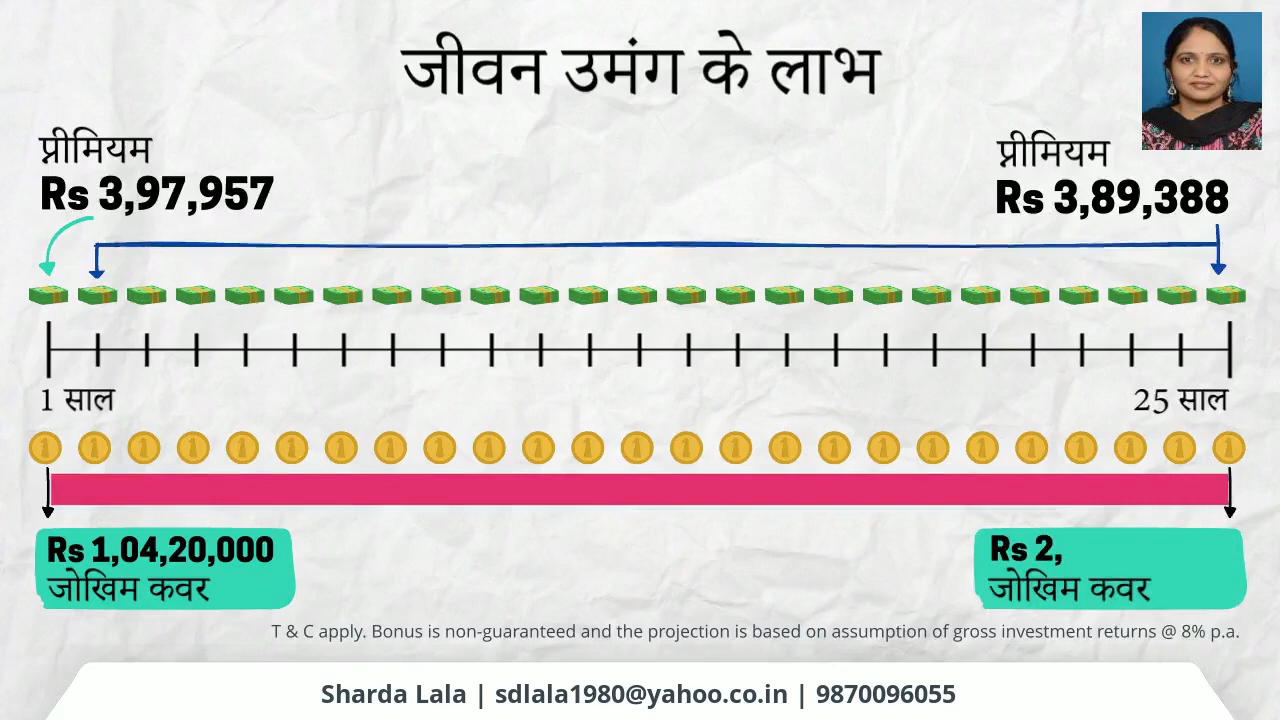 जीवन उमंग के लाभ
प्रीमियम
Rs 3,97,957
प्रीमियम
Rs 3,89,388
1 साल
25 साल
Rs 1,04,20,000
जोखिम कवर
Rs 2,
जोखिम कवर
T & C apply. Bonus is non-guaranteed and the projection is based on assumption of gross investment returns @ 8% p.a.
Sharda Lala | sdlala1980@yahoo.co.in | 9870096055